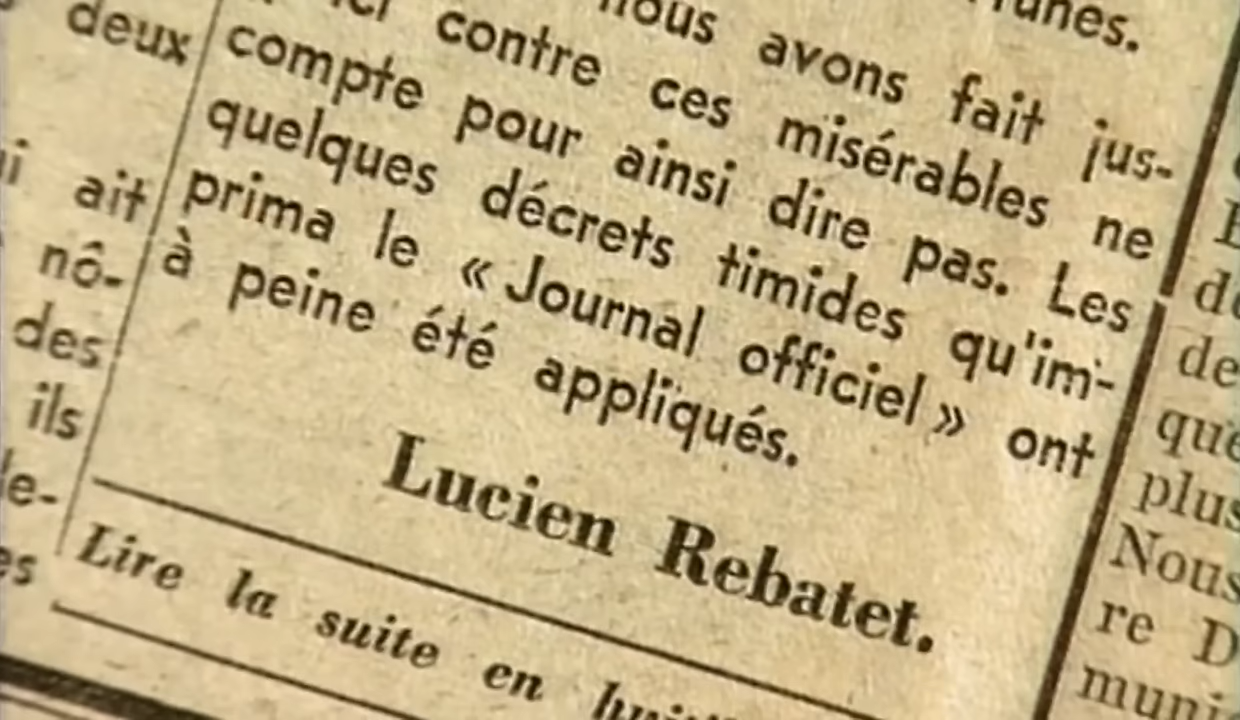 deux
ait
nô-
des
ils
nous avons fait jus-
ici contre ces misérables ne
compte pour ainsi dire pas. Les
quelques décrets timides qu'im-
prima le « Journal officiel » ont
à peine été appliqués.
Lucien Rebatet.
Lire la suite en
de
que
plus
Nous
re D